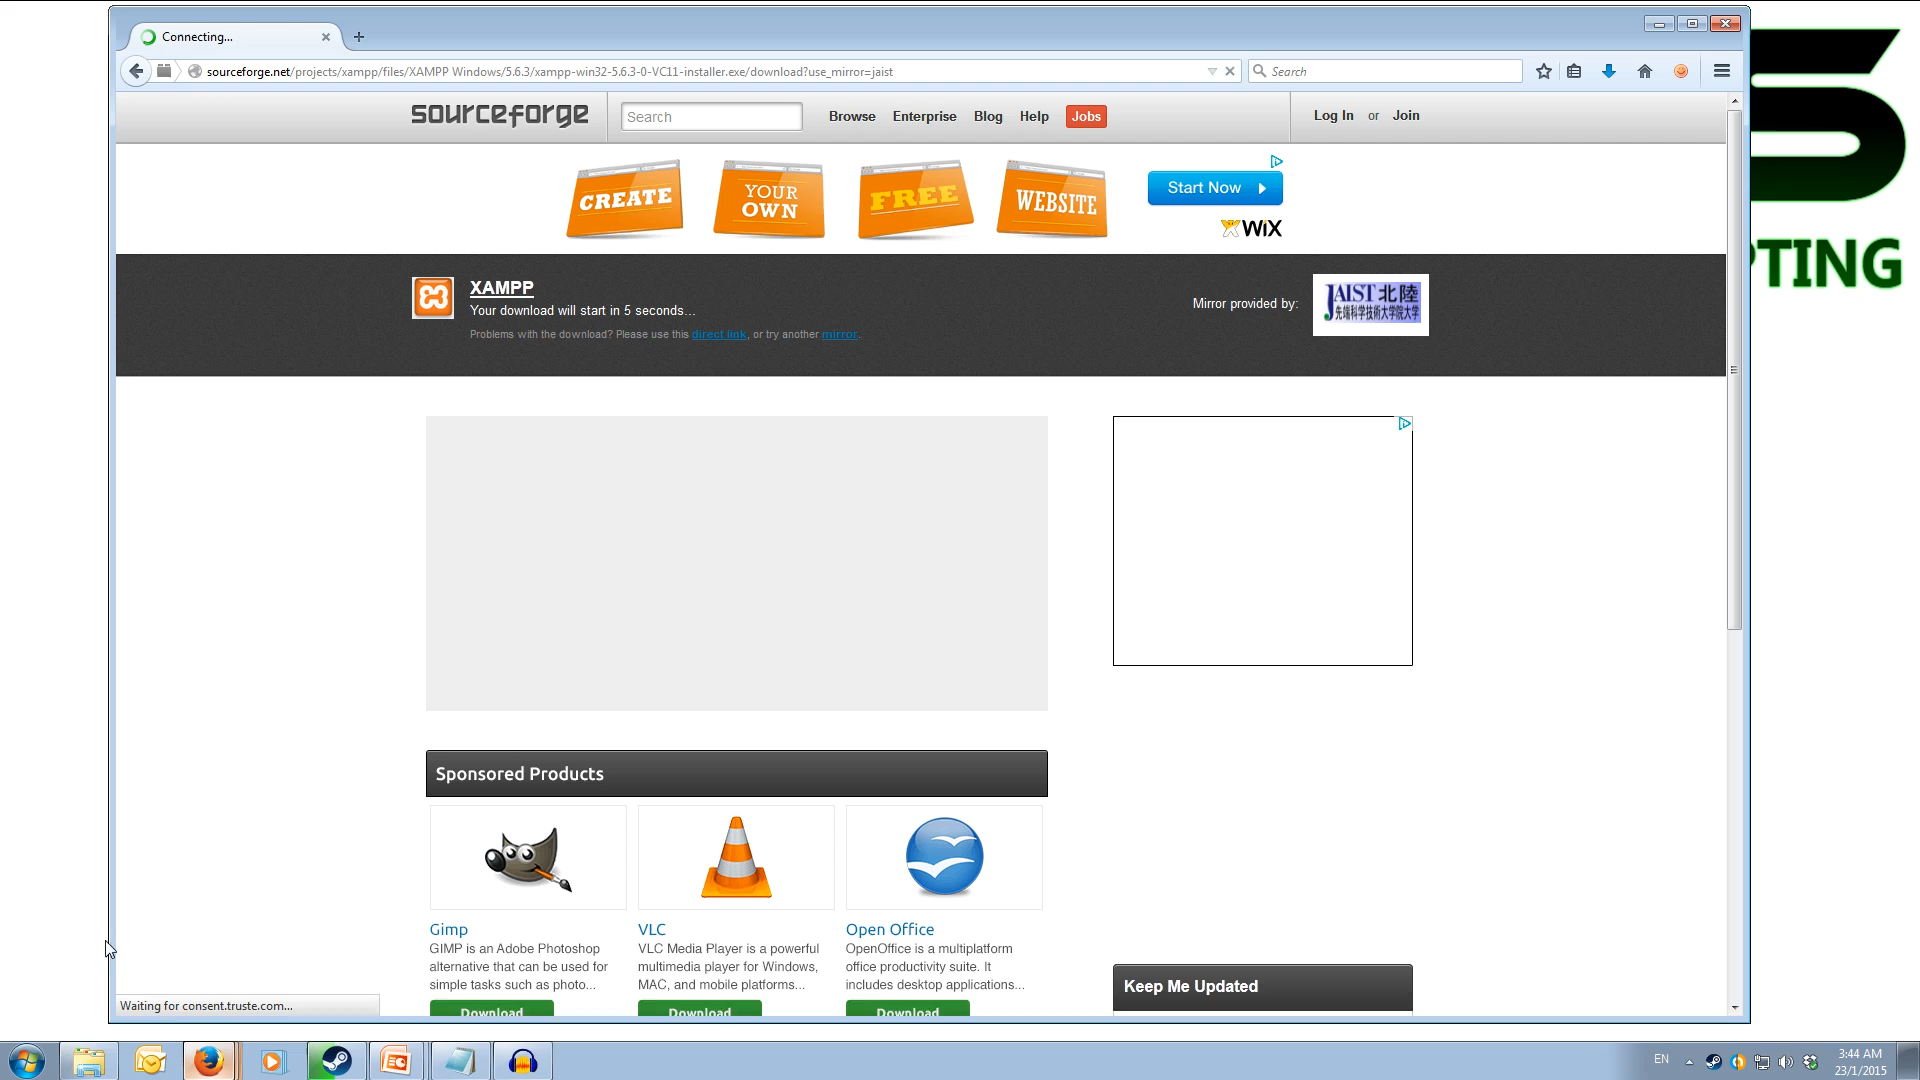 Connecting...
sourceforge.net/projects/xampp/files/XAMPP Windows/5.6.3/xampp-win32-5.6.3-0-VC11-installer.exe/download?use_mirror=jaist
Search
sourceforge
Search
Browse
Enterprise
Blog
Help
Jobs
Log In or Join
CREATE
YOUR
OWN
FREE
WEBSITE
Start Now
WiX
PTING
XAMPP
Your download will start in 5 seconds...
Problems with the download? Please use this direct link, or try another mirror.
Mirror provided by:
JAIST 北陸
先端科学技術大学院大学
Sponsored Products
Gimp
GIMP is an Adobe Photoshop
alternative that can be used for
simple tasks such as photo...
Download
VLC
VLC Media Player is a powerful
multimedia player for Windows,
MAC, and mobile platforms...
Download
Open Office
OpenOffice is a multiplatform
office productivity suite. It
includes desktop applications...
Download
Keep Me Updated
Waiting for consent.truste.com...
EN
3:44 AM
23/1/2015